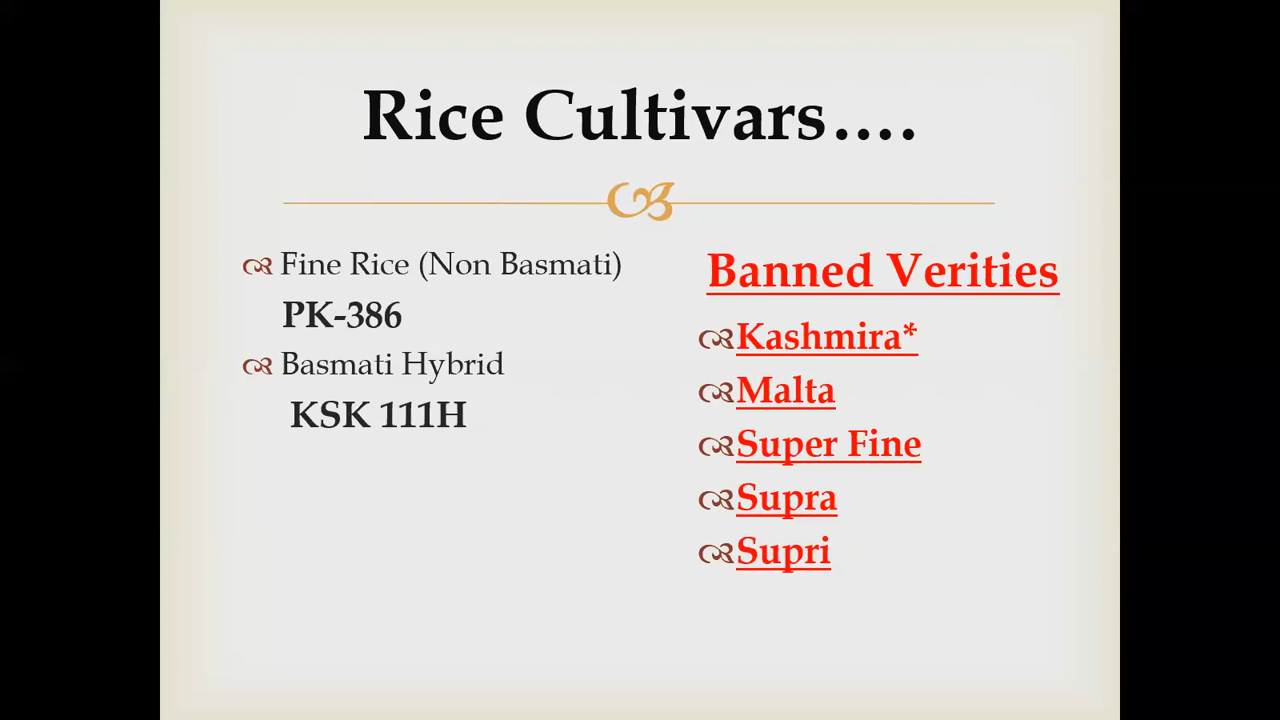 Rice Cultivars....
Fine Rice (Non Basmati)
PK-386
Basmati Hybrid
KSK 111H
Banned Verities
Kashmira*
Malta
Super Fine
Supra
Supri